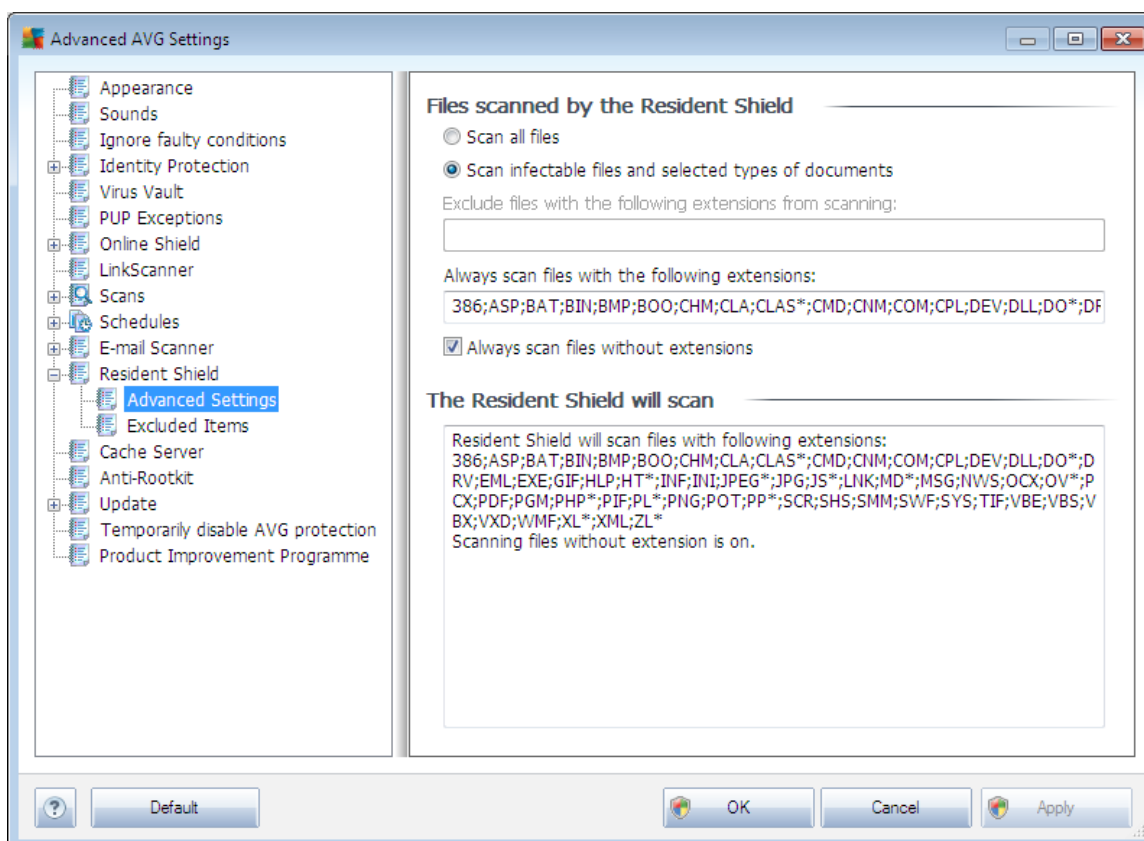 Advanced AVG Settings
Appearance
Sounds
Ignore faulty conditions
Identity Protection
Virus Vault
PUP Exceptions
Online Shield
LinkScanner
Scans
Schedules
E-mail Scanner
Resident Shield
Advanced Settings
Excluded Items
Cache Server
Anti-Rootkit
Update
Temporarily disable AVG protection
Product Improvement Programme
Files scanned by the Resident Shield
Scan all files
Scan infectable files and selected types of documents
Exclude files with the following extensions from scanning:
Always scan files with the following extensions:
386;ASP;BAT;BIN;BMP;BOO;CHM;CLA;CLAS*;CMD;CNM;COM;CPL;DEV;DLL;DO*;DF
Always scan files without extensions
The Resident Shield will scan
Resident Shield will scan files with following extensions:
386;ASP;BAT;BIN;BMP;BOO;CHM;CLA;CLAS*;CMD;CNM;COM;CPL;DEV;DLL;DO*;D
RV;EML;EXE;GIF;HLP;HT*;INF;INI;JPEG*;JPG;JS*;LNK;MD*;MSG;NWS;OCX;OV*;P
CX;PDF;PGM;PHP*;PIF;PL*;PNG;POT;PP*;SCR;SHS;SMM;SWF;SYS;TIF;VBE;VBS;V
BX;VXD;WMF;XL*;XML;ZL*
Scanning files without extension is on.
?
Default
OK
Cancel
Apply